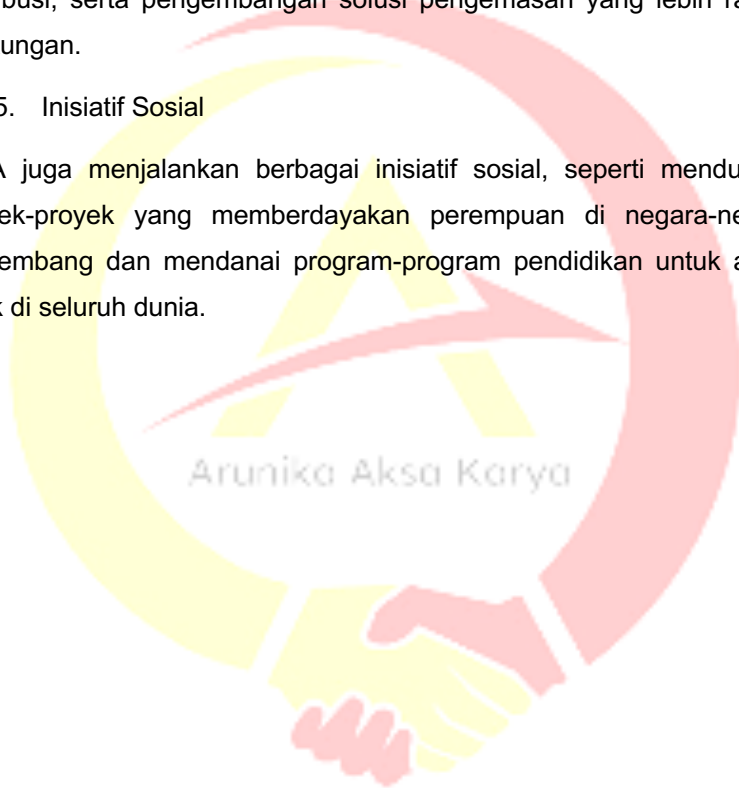 busi, serta pengembangan solusi pengemasan yang lebih ra
ungan.
5. Inisiatif Sosial
A juga menjalankan berbagai inisiatif sosial, seperti mendu
ek-proyek yang memberdayakan perempuan di negara-ne
embang dan mendanai program-program pendidikan untuk a
k di seluruh dunia.
Arunika Aksa Karya